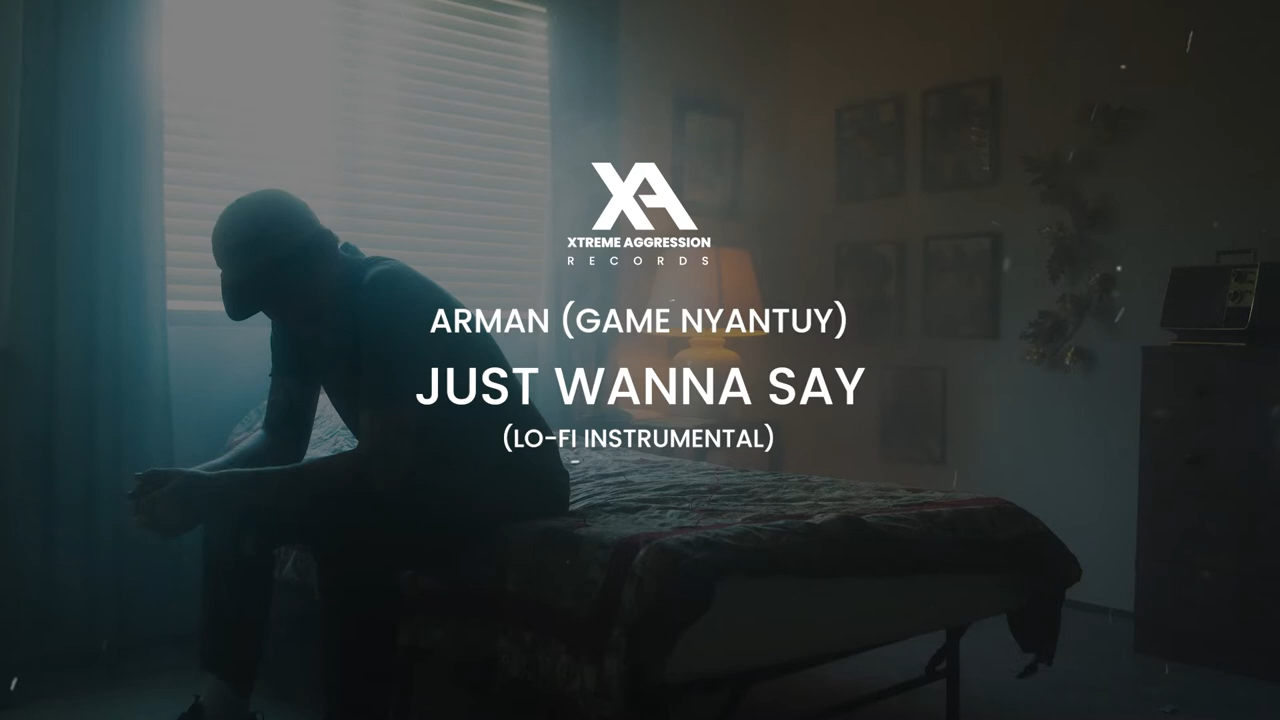 XA
XTREME AGGRESSION
RECORDS
ARMAN (GAME NYANTUY)
JUST WANNA SAY
(LO-FI INSTRUMENTAL)